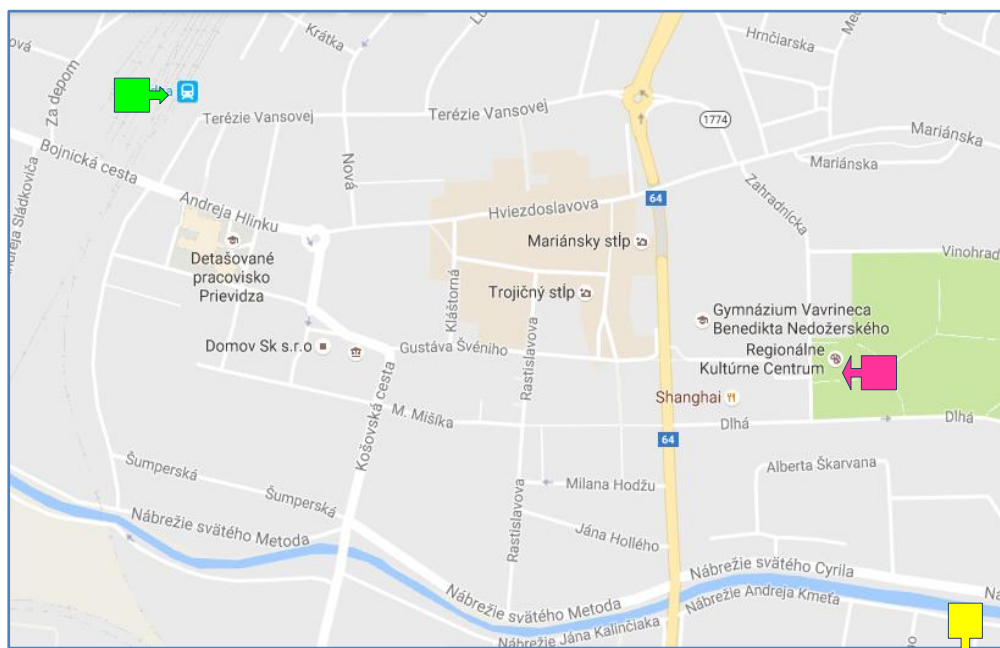 Krátka
Hrnčiarska
Za depom
Terézie Vansovej
Terézie Vansovej
1774
Mariánska
Mariánska
Bojnická cesta
Nová
Zahradnícka
Andreja Hlinku
64
Hviezdoslavova
Mariánsky stĺp
Detašované
pracovisko
Prievidza
Kláštorná
Trojičný stĺp
Gymnázium Vavrineca
Benedikta Nedožerského
Domov Sk s.r.o
Gustáva Švéniho
Rastislavova
Regionálne
Kultúrne Centrum
Shanghai
Košovská cesta
M. Mišíka
Dlhá
Dlhá
64
Šumperská
Šumperská
Alberta Škarvana
Milana Hodžu
Nábrežie svätého Metoda
Rastislavova
Jána Hollého
Nábrežie svätého Cyrila
Nábrežie svätého Metoda
Nábrežie Andreja Kmeťa
Nábrežie Jána Kalinčiaka